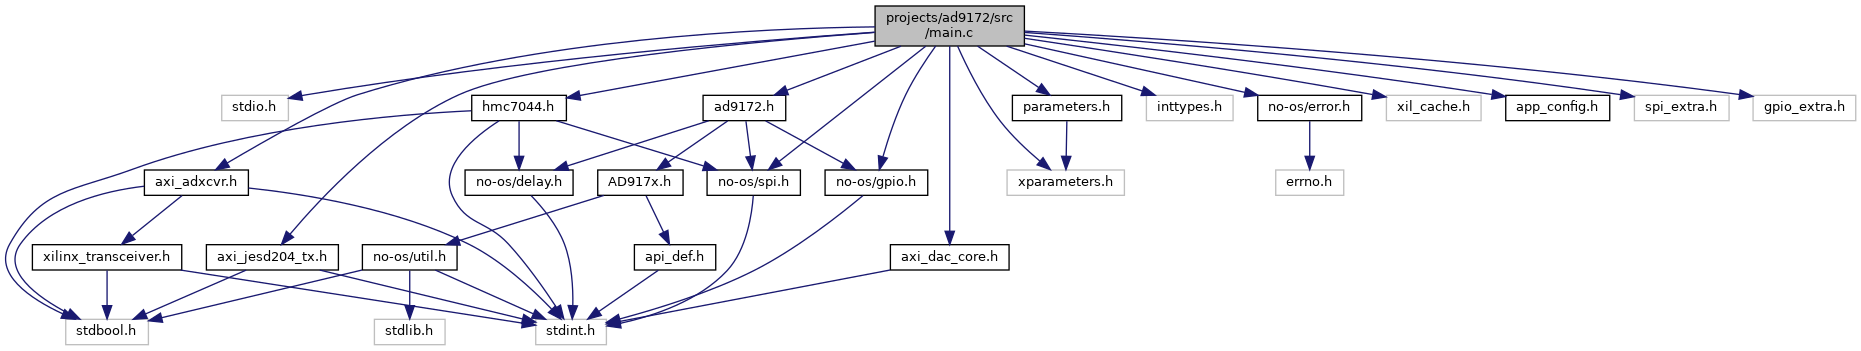 projects/ad9172/src
/main.c
stdio.h
hmc7044.h
ad9172.h
parameters.h
inttypes.h
no-os/error.h
xil_cache.h
app_config.h
spi_extra.h
gpio_extra.h
axi_adxcvr.h
no-os/delay.h
AD917x.h
no-os/spi.h
no-os/gpio.h
xparameters.h
errno.h
xilinx_transceiver.h
axi_jesd204_tx.h
no-os/util.h
api_def.h
axi_dac_core.h
stdbool.h
stdlib.h
stdint.h